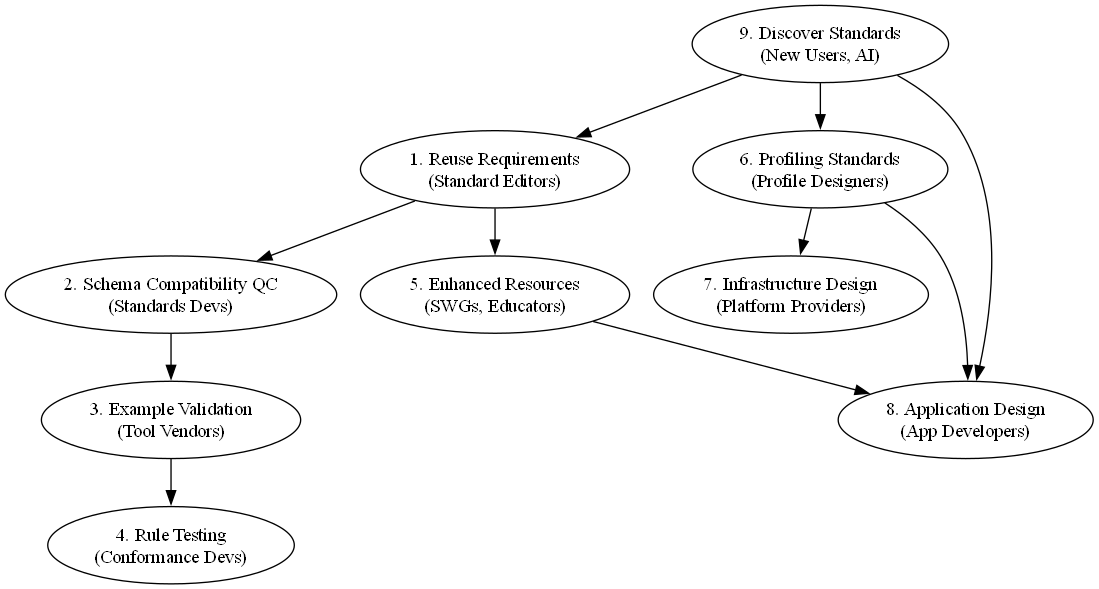 9. Discover Standards
(New Users, AI)
1. Reuse Requirements
(Standard Editors)
6. Profiling Standards
(Profile Designers)
2. Schema Compatibility QC
(Standards Devs)
5. Enhanced Resources
(SWGs, Educators)
7. Infrastructure Design
(Platform Providers)
3. Example Validation
(Tool Vendors)
8. Application Design
(App Developers)
4. Rule Testing
(Conformance Devs)